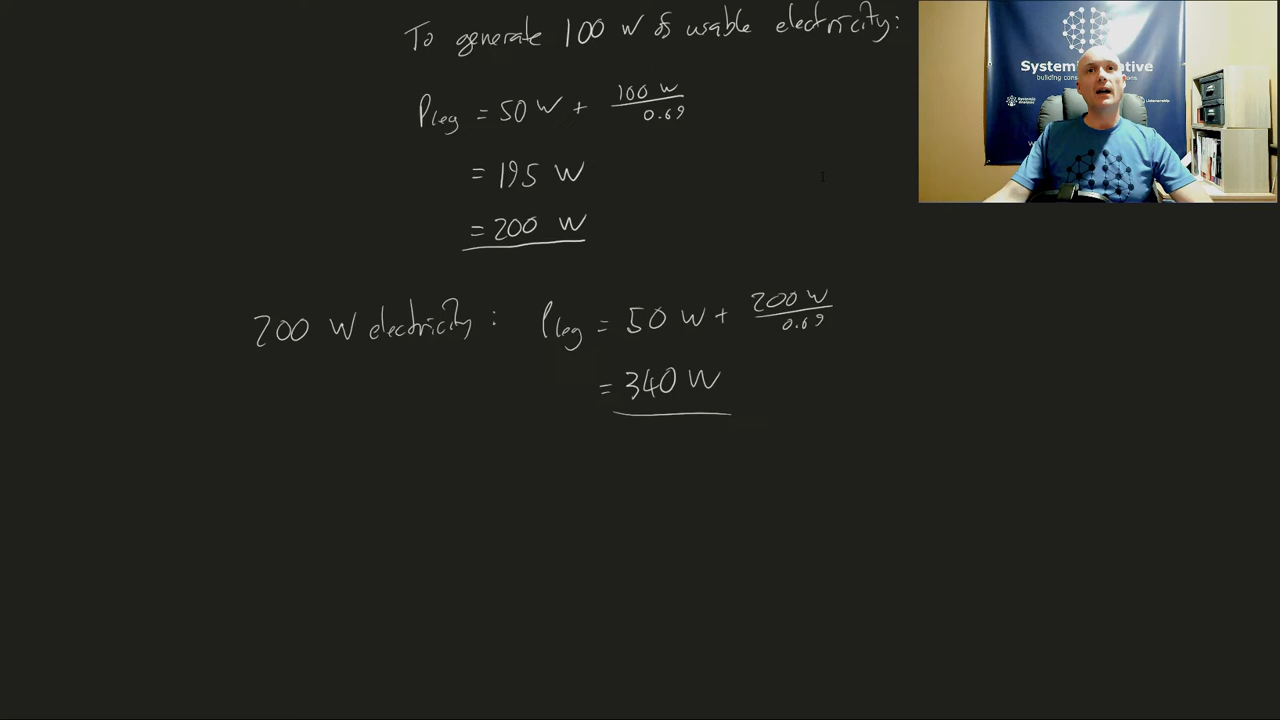 To generate 100 W of usable electricity:
Pleg = 50 W + 100 W / 0.69
= 195 W
= 200 W
200 W electricity: Pleg = 50 W + 200 W / 0.69
= 340 W
building